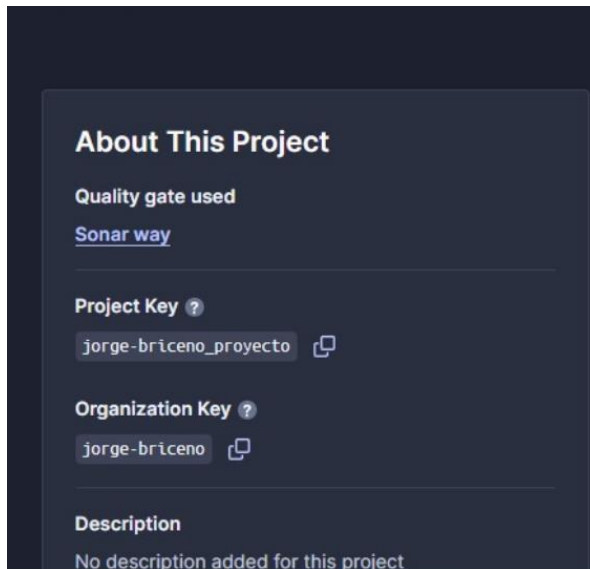 About This Project
Quality gate used
Sonar way
Project Key ?
jorge-briceno_proyecto
Organization Key ?
jorge-briceno
Description
No description added for this project